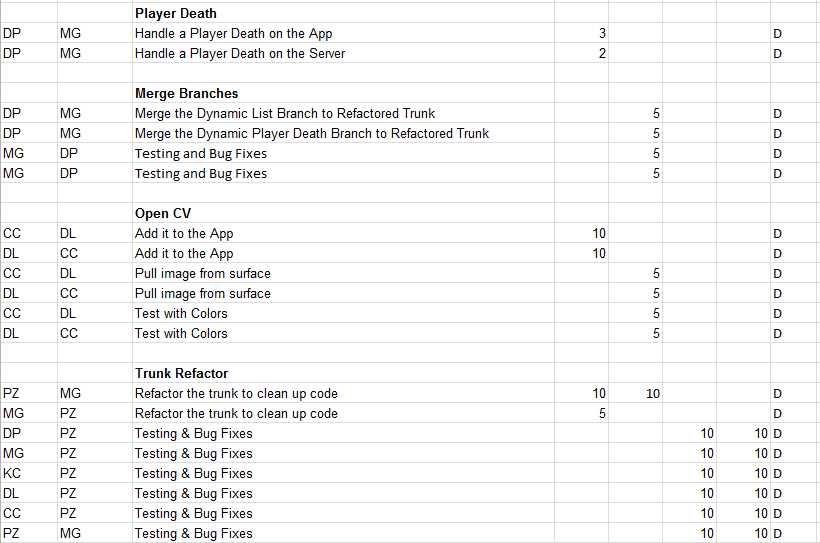 Player Death
DP MG Handle a Player Death on the App 3 D
DP MG Handle a Player Death on the Server 2 D
Merge Branches
DP MG Merge the Dynamic List Branch to Refactored Trunk 5 D
DP MG Merge the Dynamic Player Death Branch to Refactored Trunk 5 D
MG DP Testing and Bug Fixes 5 D
MG DP Testing and Bug Fixes 5 D
Open CV
CC DL Add it to the App 10 D
DL CC Add it to the App 10 D
CC DL Pull image from surface 5 D
DL CC Pull image from surface 5 D
CC DL Test with Colors 5 D
DL CC Test with Colors 5 D
Trunk Refactor
PZ MG Refactor the trunk to clean up code 10 10 D
MG PZ Refactor the trunk to clean up code 5 D
DP PZ Testing & Bug Fixes 10 10 D
MG PZ Testing & Bug Fixes 10 10 D
KC PZ Testing & Bug Fixes 10 10 D
DL PZ Testing & Bug Fixes 10 10 D
CC PZ Testing & Bug Fixes 10 10 D
PZ MG Testing & Bug Fixes 10 10 D